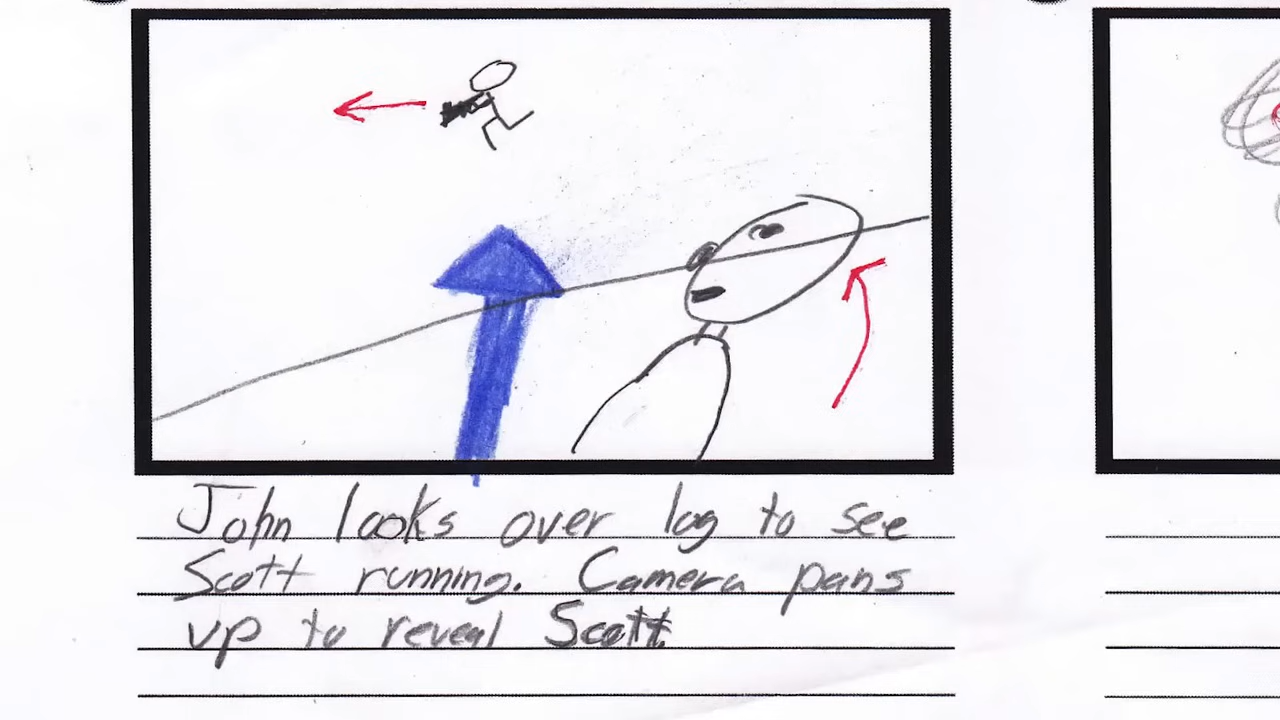 John looks over log to see
Scott running. Camera pans
up to reveal Scott.